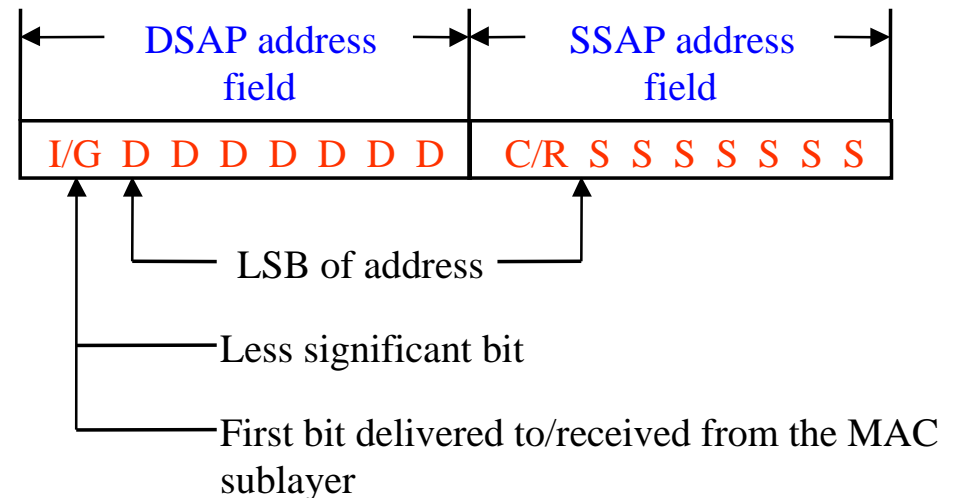 DSAP address
field
SSAP address
field
I/G D D D D D D D
C/R S S S S S S S
LSB of address
Less significant bit
First bit delivered to/received from the MAC
sublayer